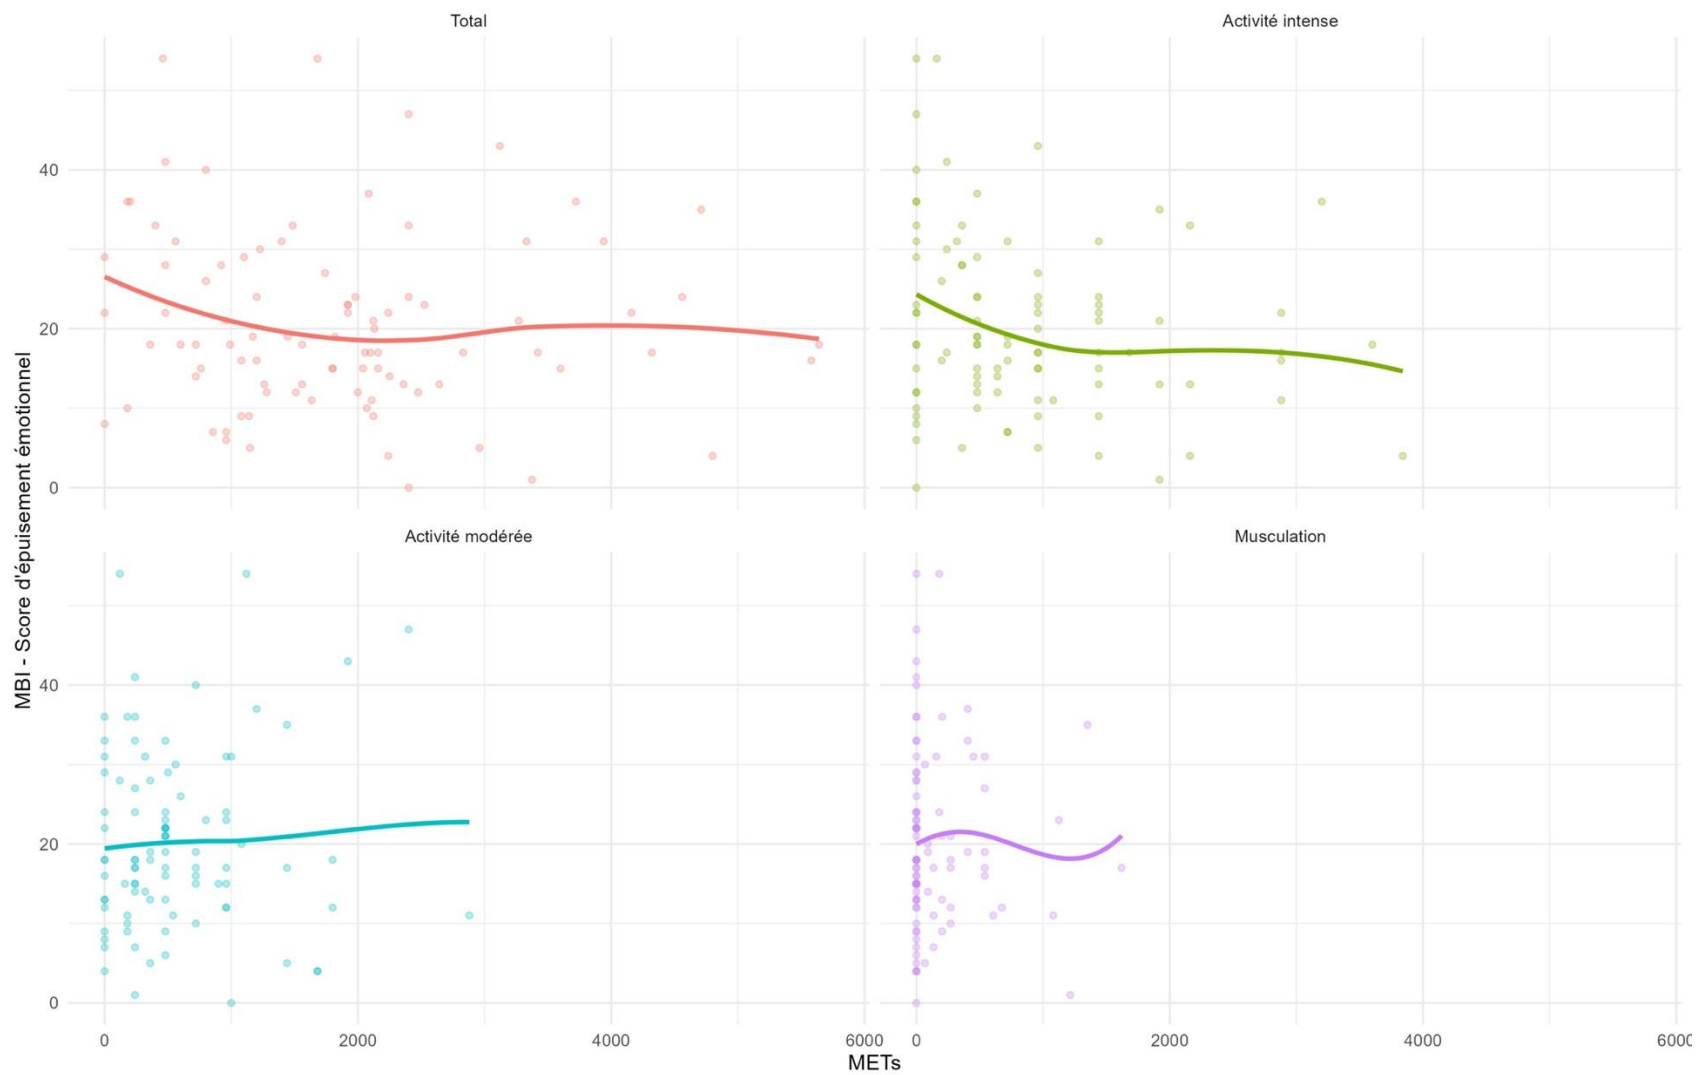 Total
Activité intense
40
20
0
MBI - Score d'épuisement émotionnel
Activité modérée
Musculation
40
20
0
0
2000
4000
6000
0
2000
4000
6000
METs